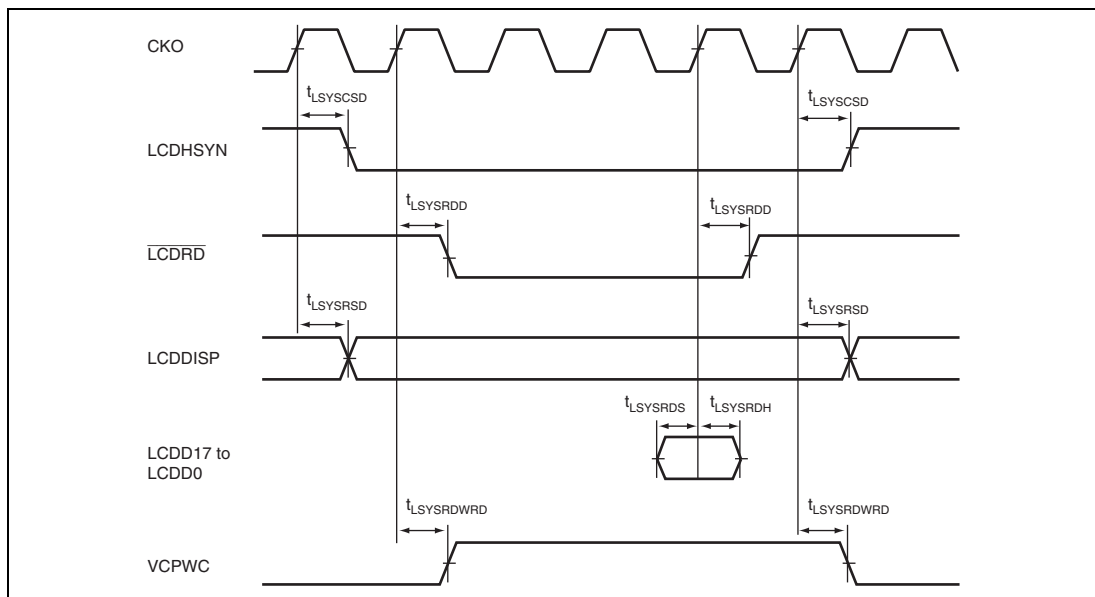 CKO
tLSYSCSD tLSYSCSD
LCDHSYN
tLSYSRDD tLSYSRDD
LCDRD
tLSYSRSD tLSYSRSD
LCDDISP
tLSYSRDS tLSYSRDH
LCDD17 to
LCDD0
tLSYSRDWRD tLSYSRDWRD
VCPWC